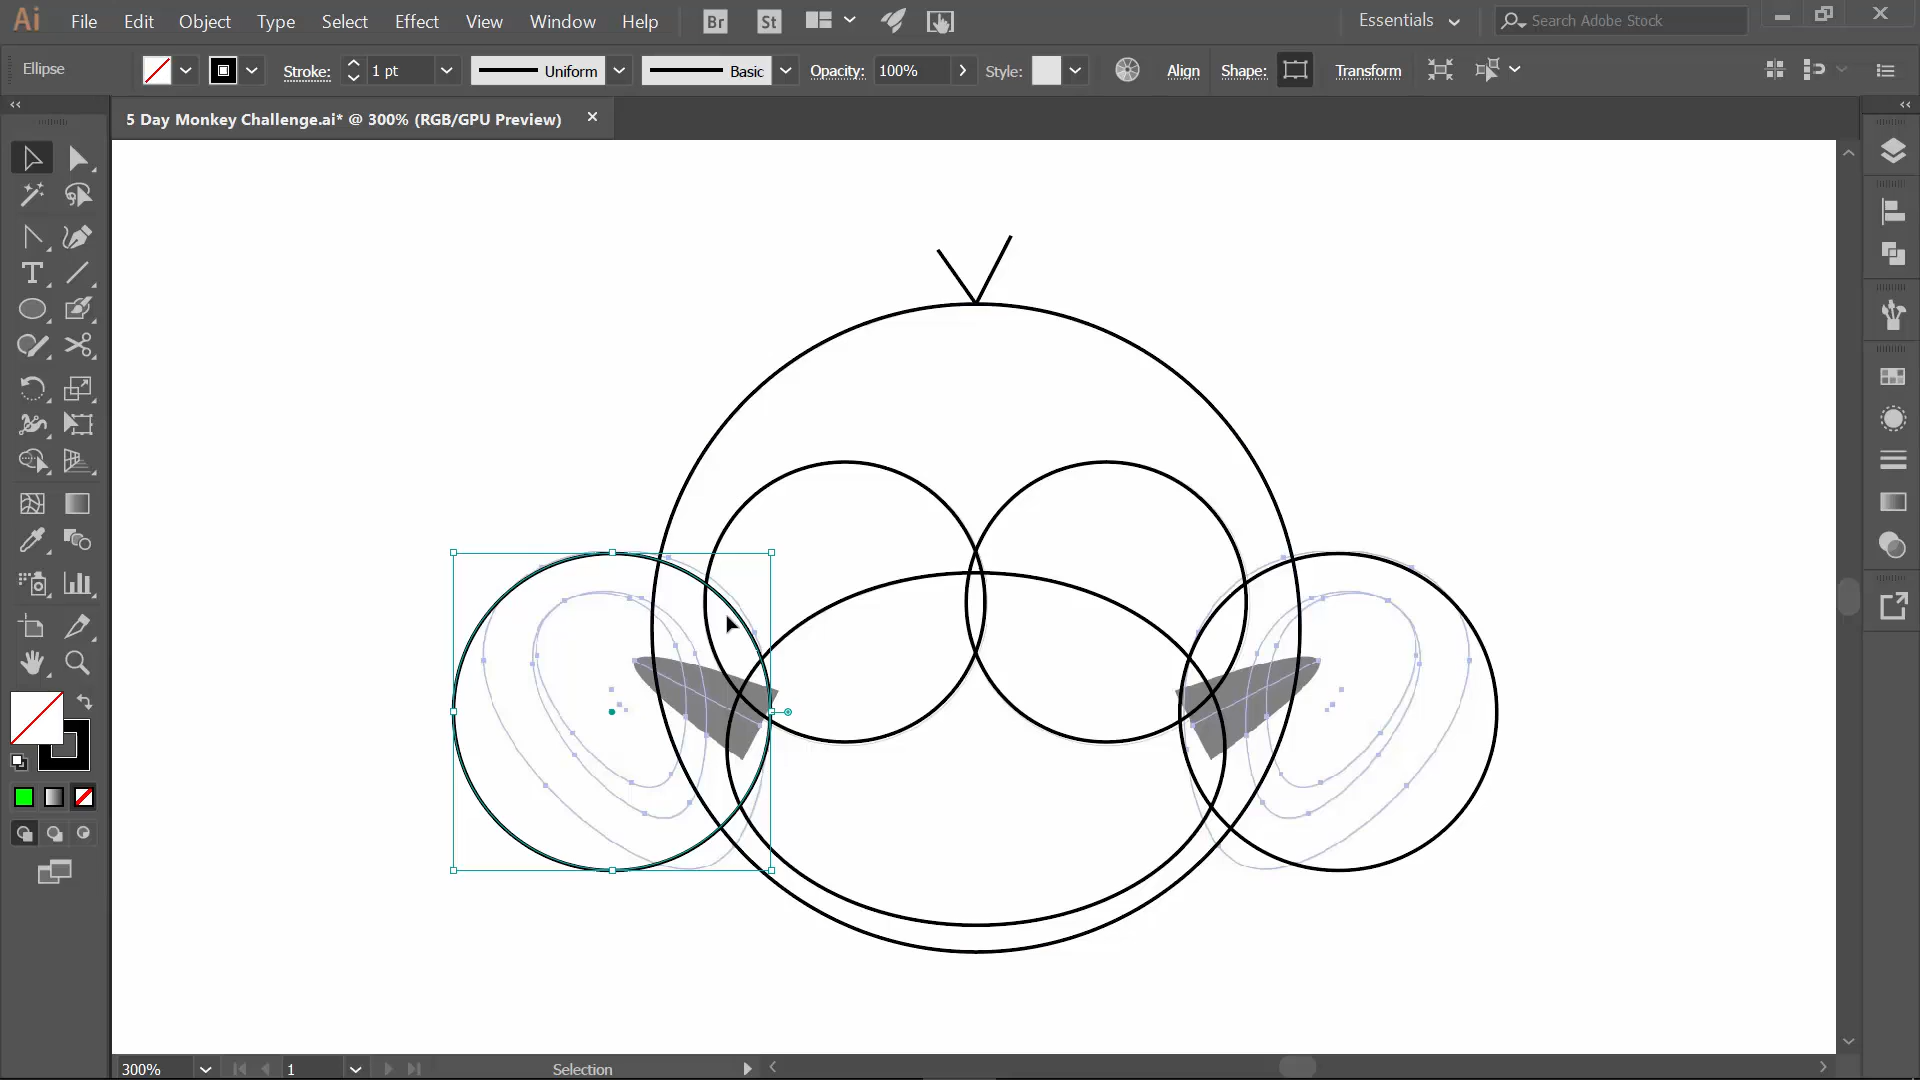 Ai File Edit Object Type Select Effect View Window Help Br St Essentials Search Adobe Stock
Ellipse Stroke: 1 pt Uniform Basic Opacity: 100% Style: Align Shape: Transform
5 Day Monkey Challenge.ai* @ 300% (RGB/GPU Preview)
300% 1 Selection